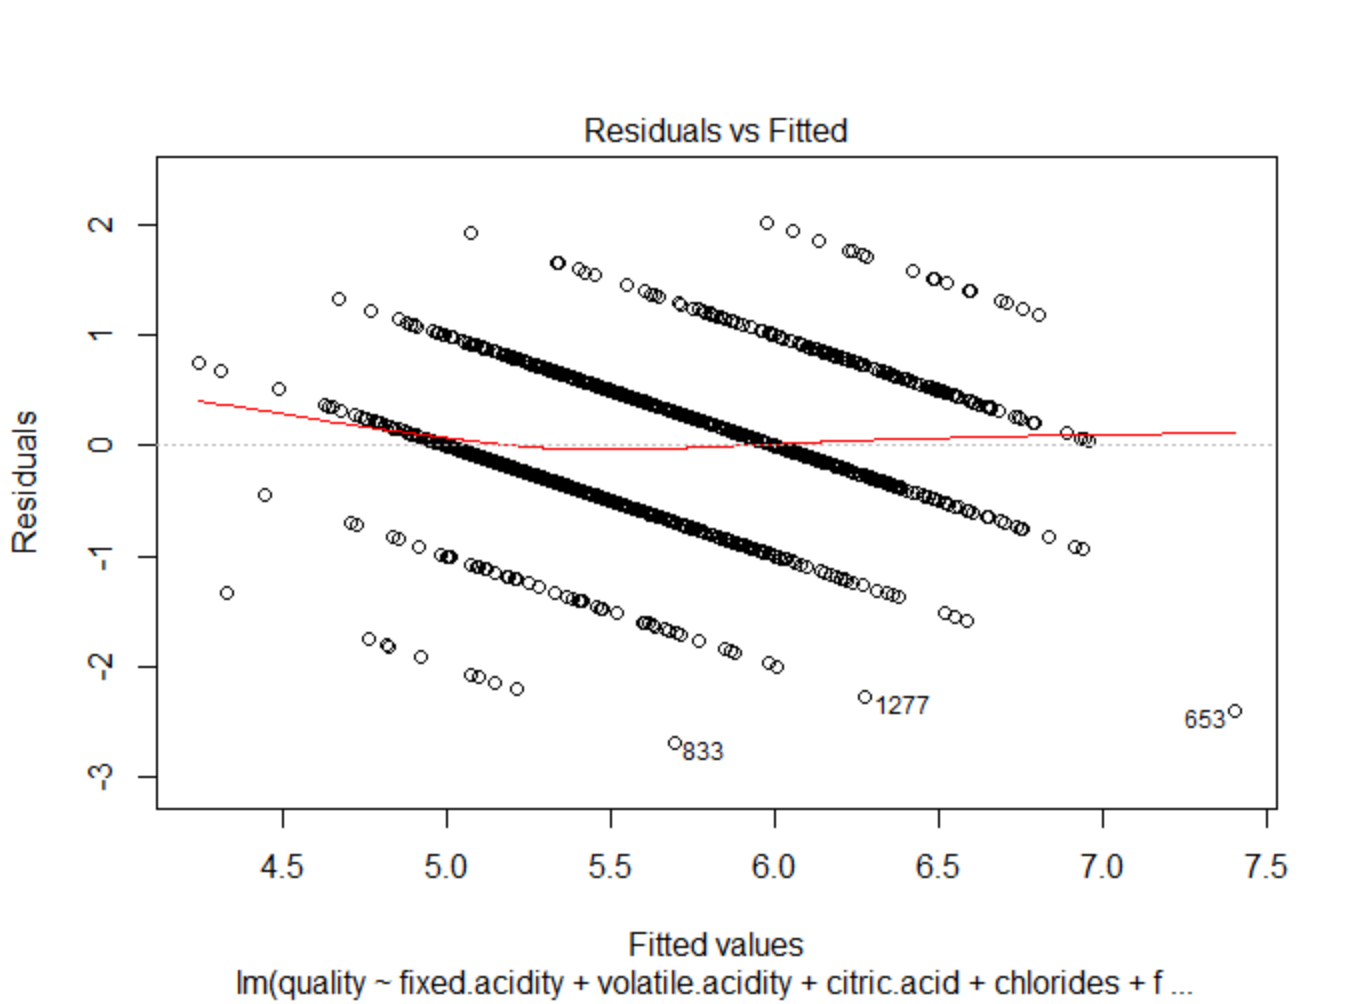 Residuals vs Fitted
Residuals
2
1
0
-1
-2
-3
1277
653
833
4.5 5.0 5.5 6.0 6.5 7.0 7.5
Fitted values
lm(quality ~ fixed.acidity + volatile.acidity + citric.acid + chlorides + f ...